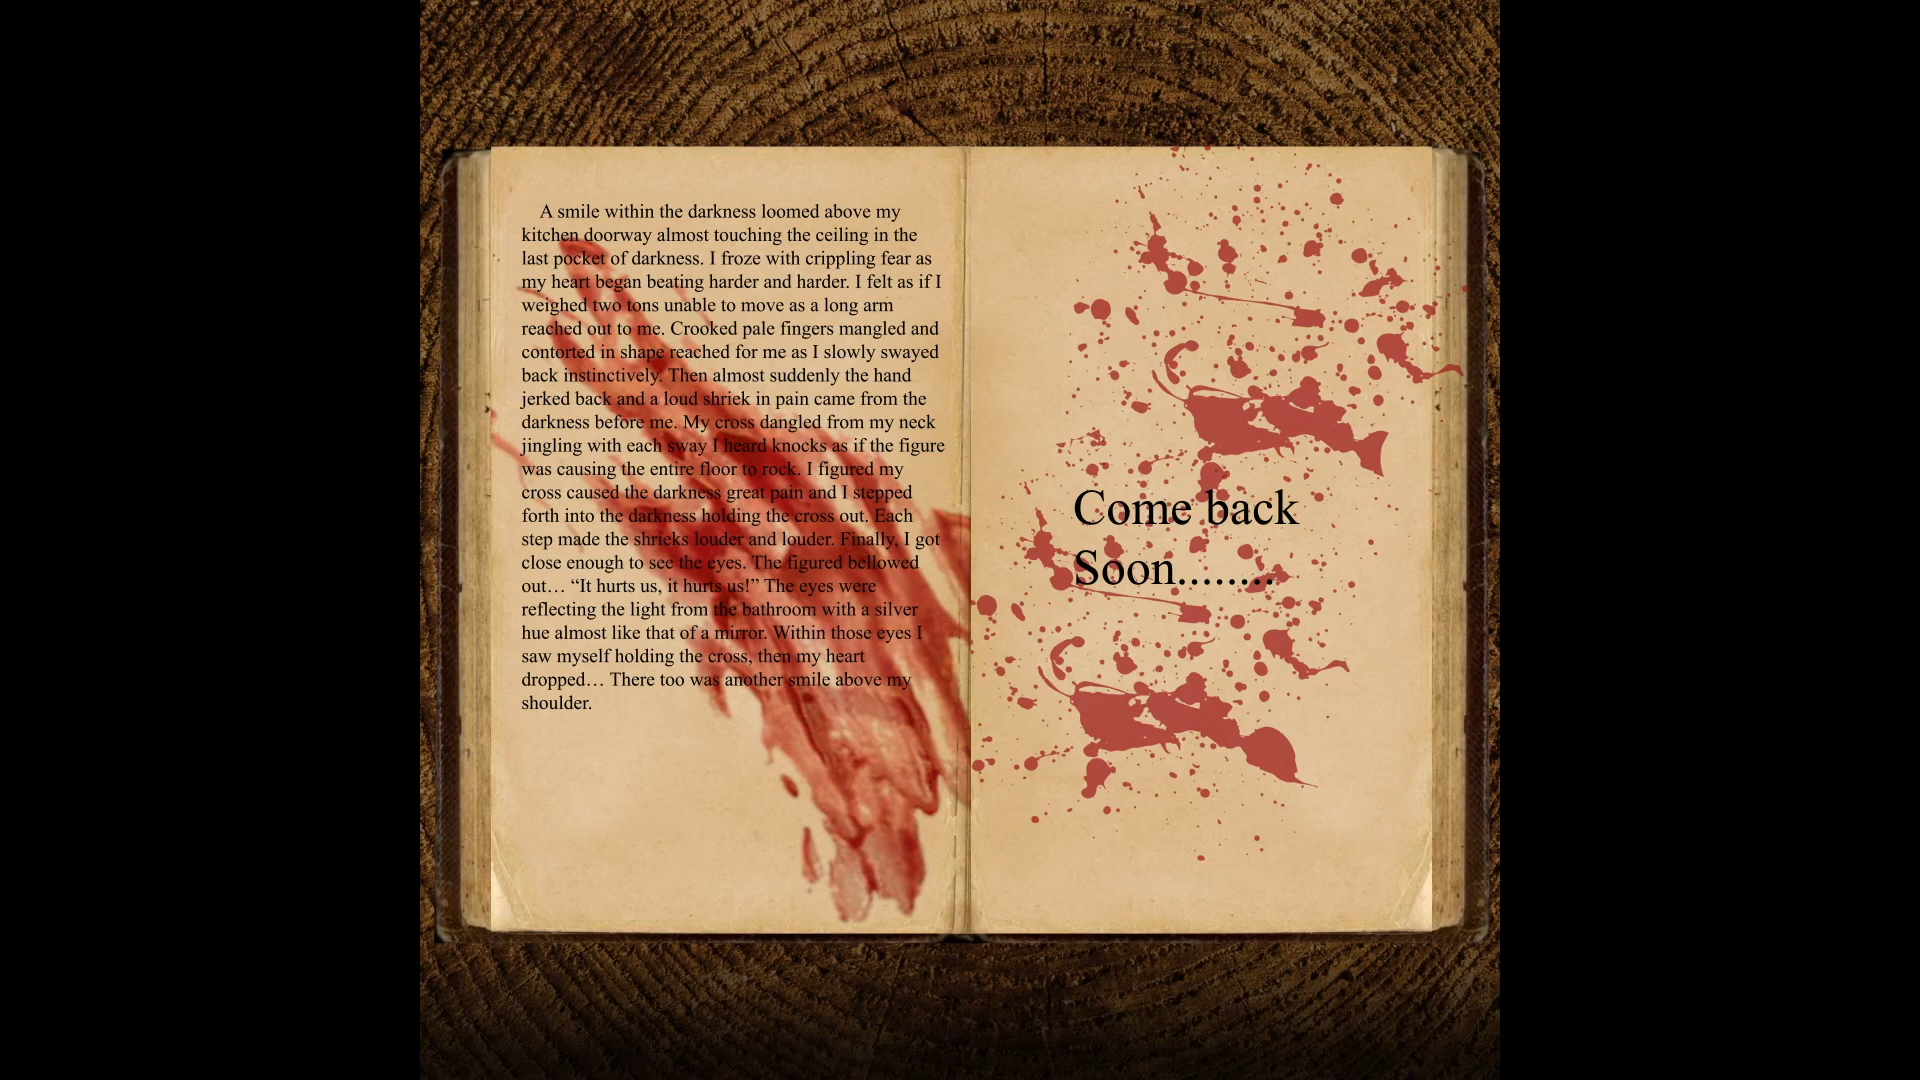 A smile within the darkness loomed above my
kitchen doorway almost touching the ceiling in the
last pocket of darkness. I froze with crippling fear as
my heart began beating harder and harder. I felt as if I
weighed two tons unable to move as a long arm
reached out to me. Crooked pale fingers mangled and
contorted in shape reached for me as I slowly swayed
back instinctively. Then almost suddenly the hand
jerked back and a loud shriek in pain came from the
darkness before me. My cross dangled from my neck
jingling with each sway I heard knocks as if the figure
was causing the entire floor to rock. I figured my
cross caused the darkness great pain and I stepped
forth into the darkness holding the cross out. Each
step made the shrieks louder and louder. Finally, I got
close enough to see the eyes. The figured bellowed
out… “It hurts us, it hurts us!” The eyes were
reflecting the light from the bathroom with a silver
hue almost like that of a mirror. Within those eyes I
saw myself holding the cross, then my heart
dropped… There too was another smile above my
shoulder.
Come back
Soon........